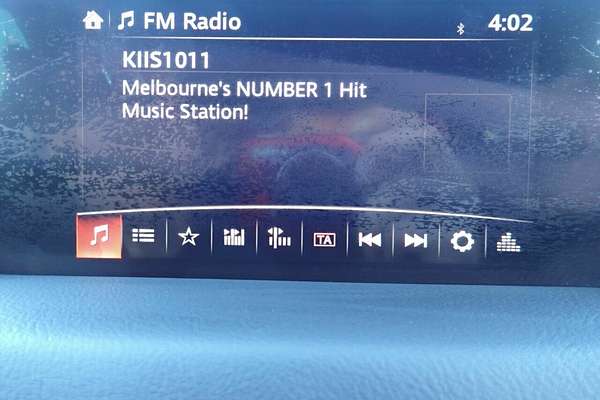 FM Radio
4:02
KIIS1011
Melbourne's NUMBER 1 Hit
Music Station!
TA